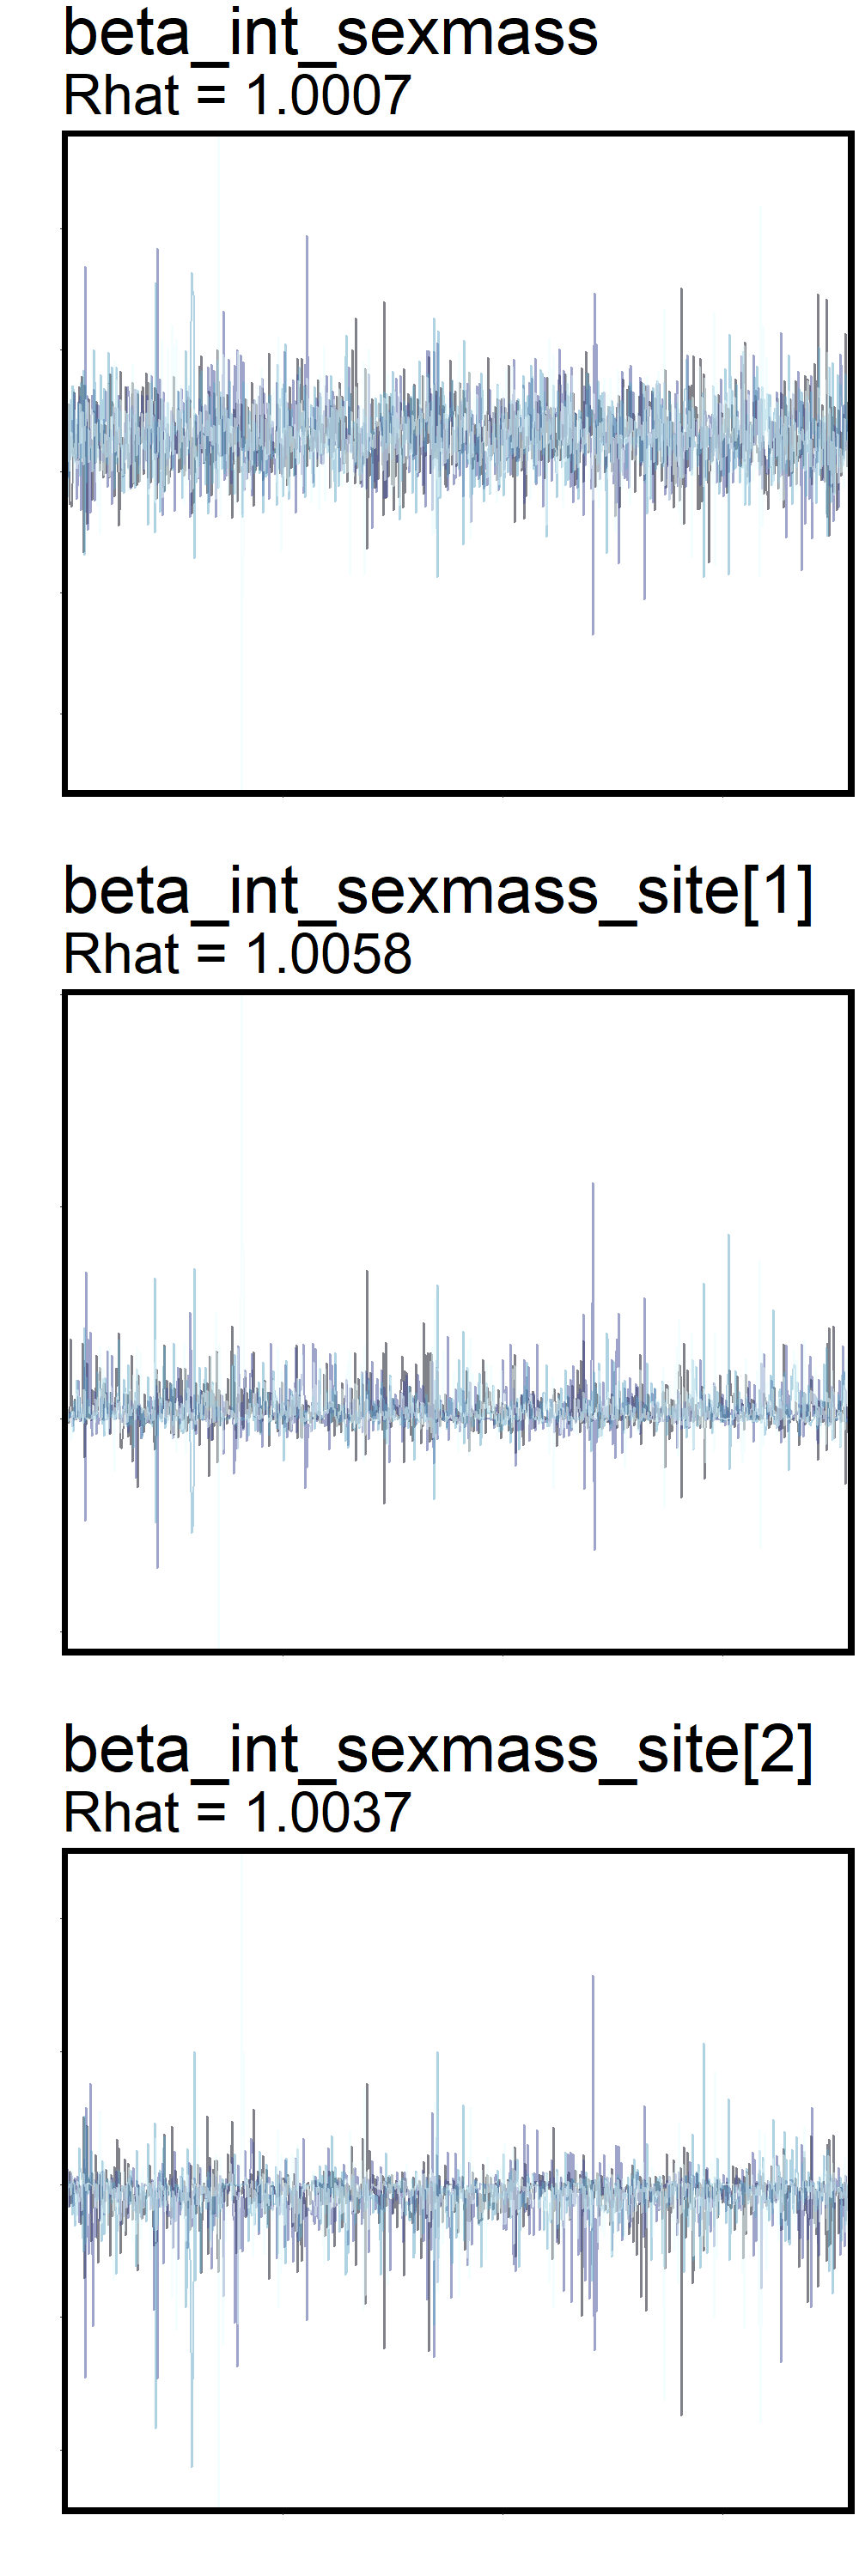 beta_int_sexmass
Rhat = 1.0007
beta_int_sexmass_site[1]
Rhat = 1.0058
beta_int_sexmass_site[2]
Rhat = 1.0037